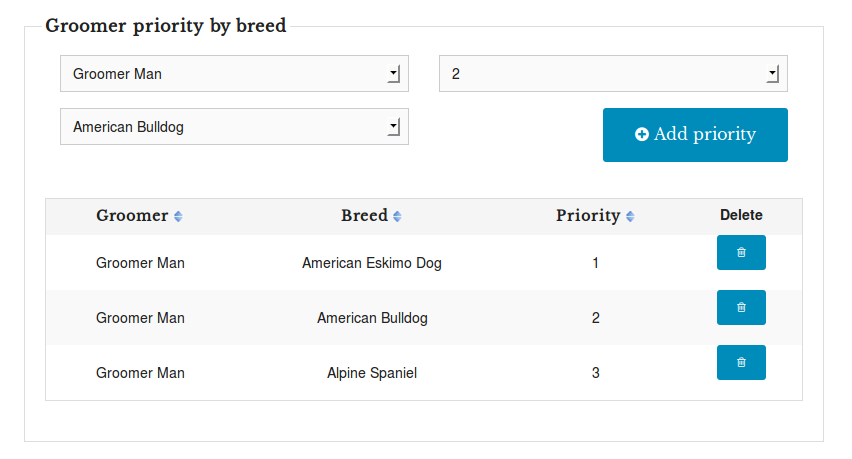 Groomer priority by breed
Groomer Man 2
American Bulldog Add priority
Groomer Breed Priority Delete
Groomer Man American Eskimo Dog 1
Groomer Man American Bulldog 2
Groomer Man Alpine Spaniel 3